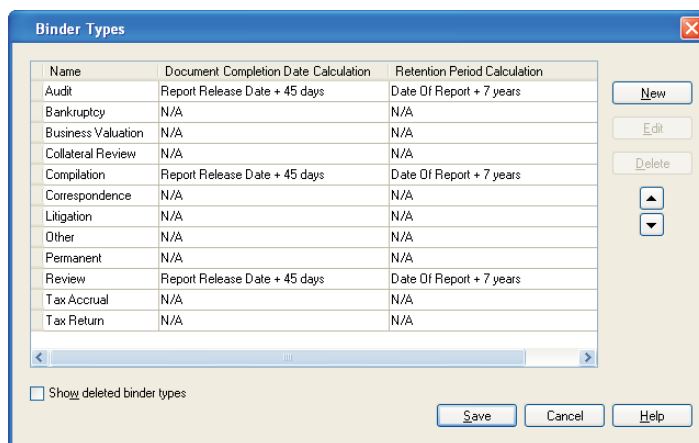 Binder Types
Name Document Completion Date Calculation Retention Period Calculation
Audit Report Release Date + 45 days Date Of Report + 7 years
Bankruptcy N/A N/A
Business Valuation N/A N/A
Collateral Review N/A N/A
Compilation Report Release Date + 45 days Date Of Report + 7 years
Correspondence N/A N/A
Litigation N/A N/A
Other N/A N/A
Permanent N/A N/A
Review Report Release Date + 45 days Date Of Report + 7 years
Tax Accrual N/A N/A
Tax Return N/A N/A
New
Edit
Delete
Show deleted binder types
Save Cancel Help